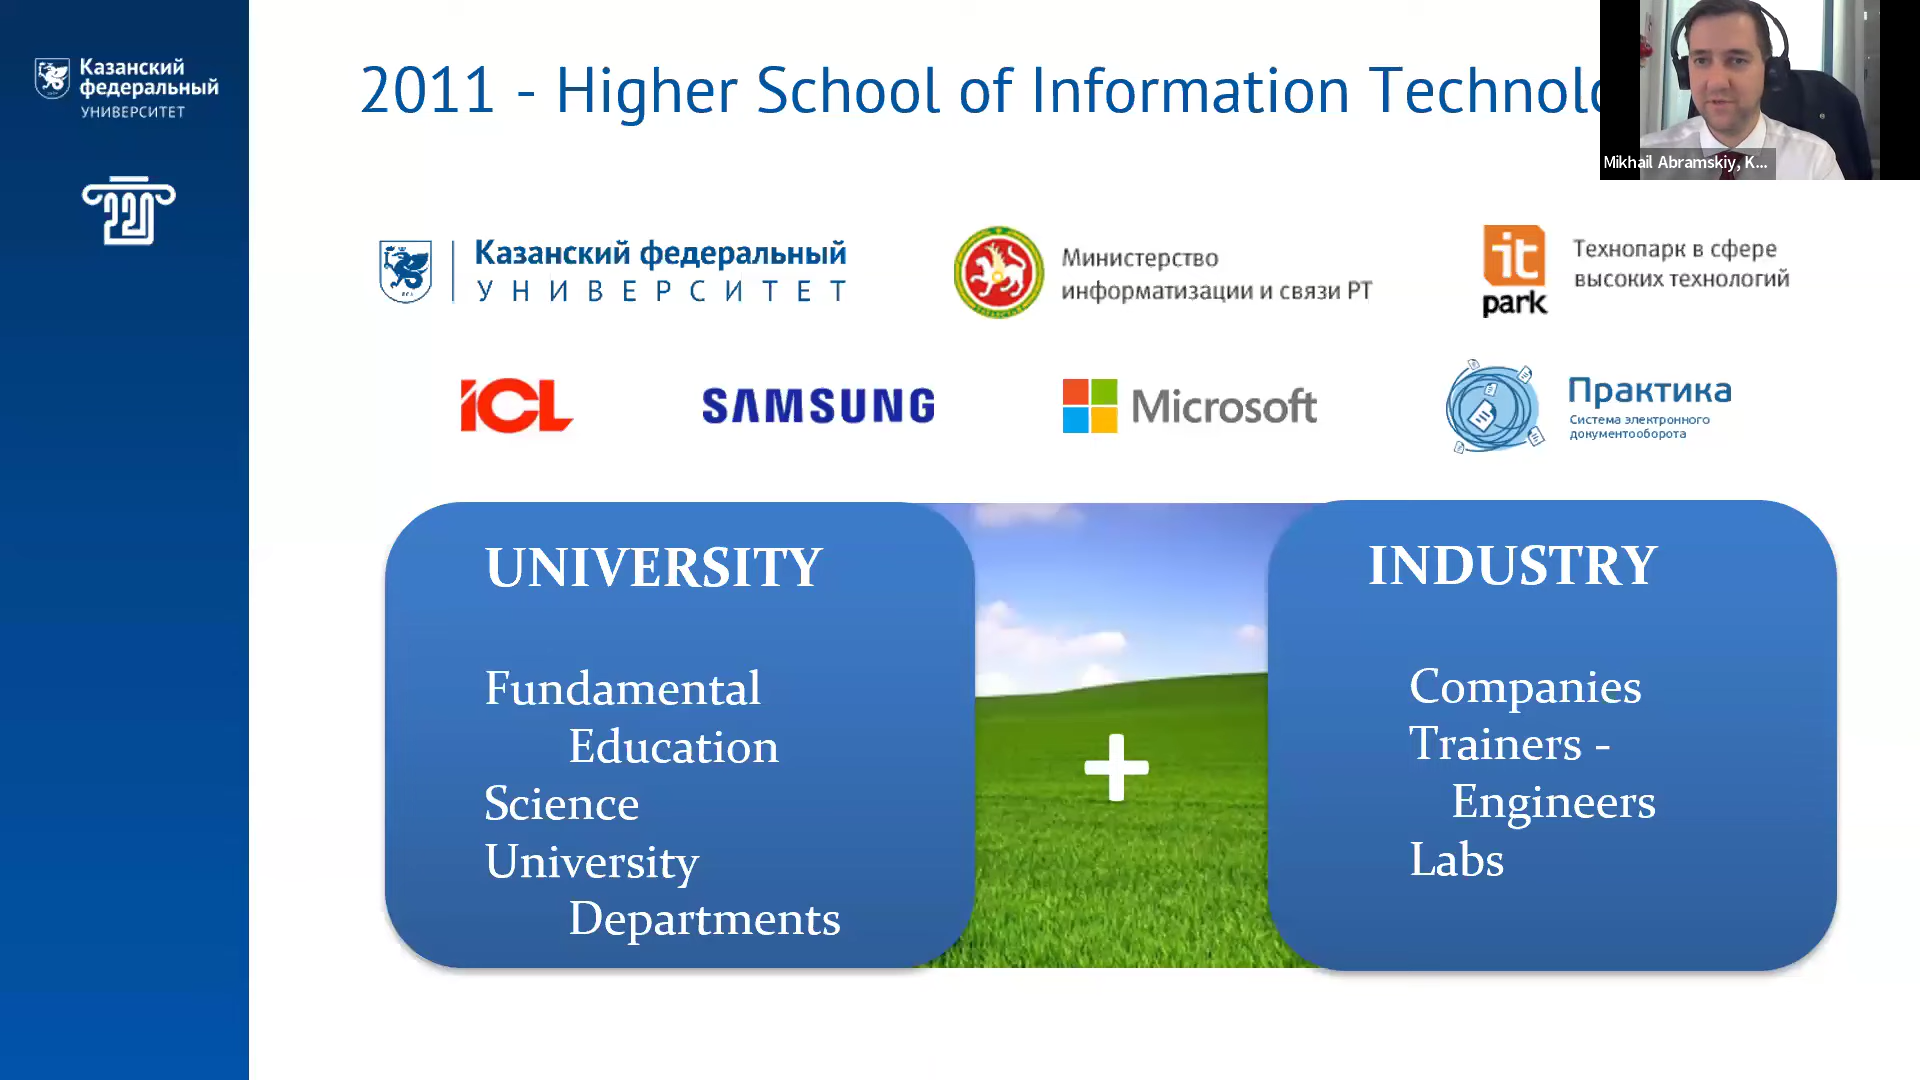 Казанский
федеральный
УНИВЕРСИТЕТ
220
2011 - Higher School of Information Technolo
Mikhail Abramskiy, K...
Казанский федеральный
УНИВЕРСИТЕТ
Министерство
информатизации и связи РТ
it
park
Технопарк в сфере
высоких технологий
ICL
SAMSUNG
Microsoft
Практика
Система электронного
документооборота
UNIVERSITY
Fundamental
Education
Science
University
Departments
+
INDUSTRY
Companies
Trainers -
Engineers
Labs